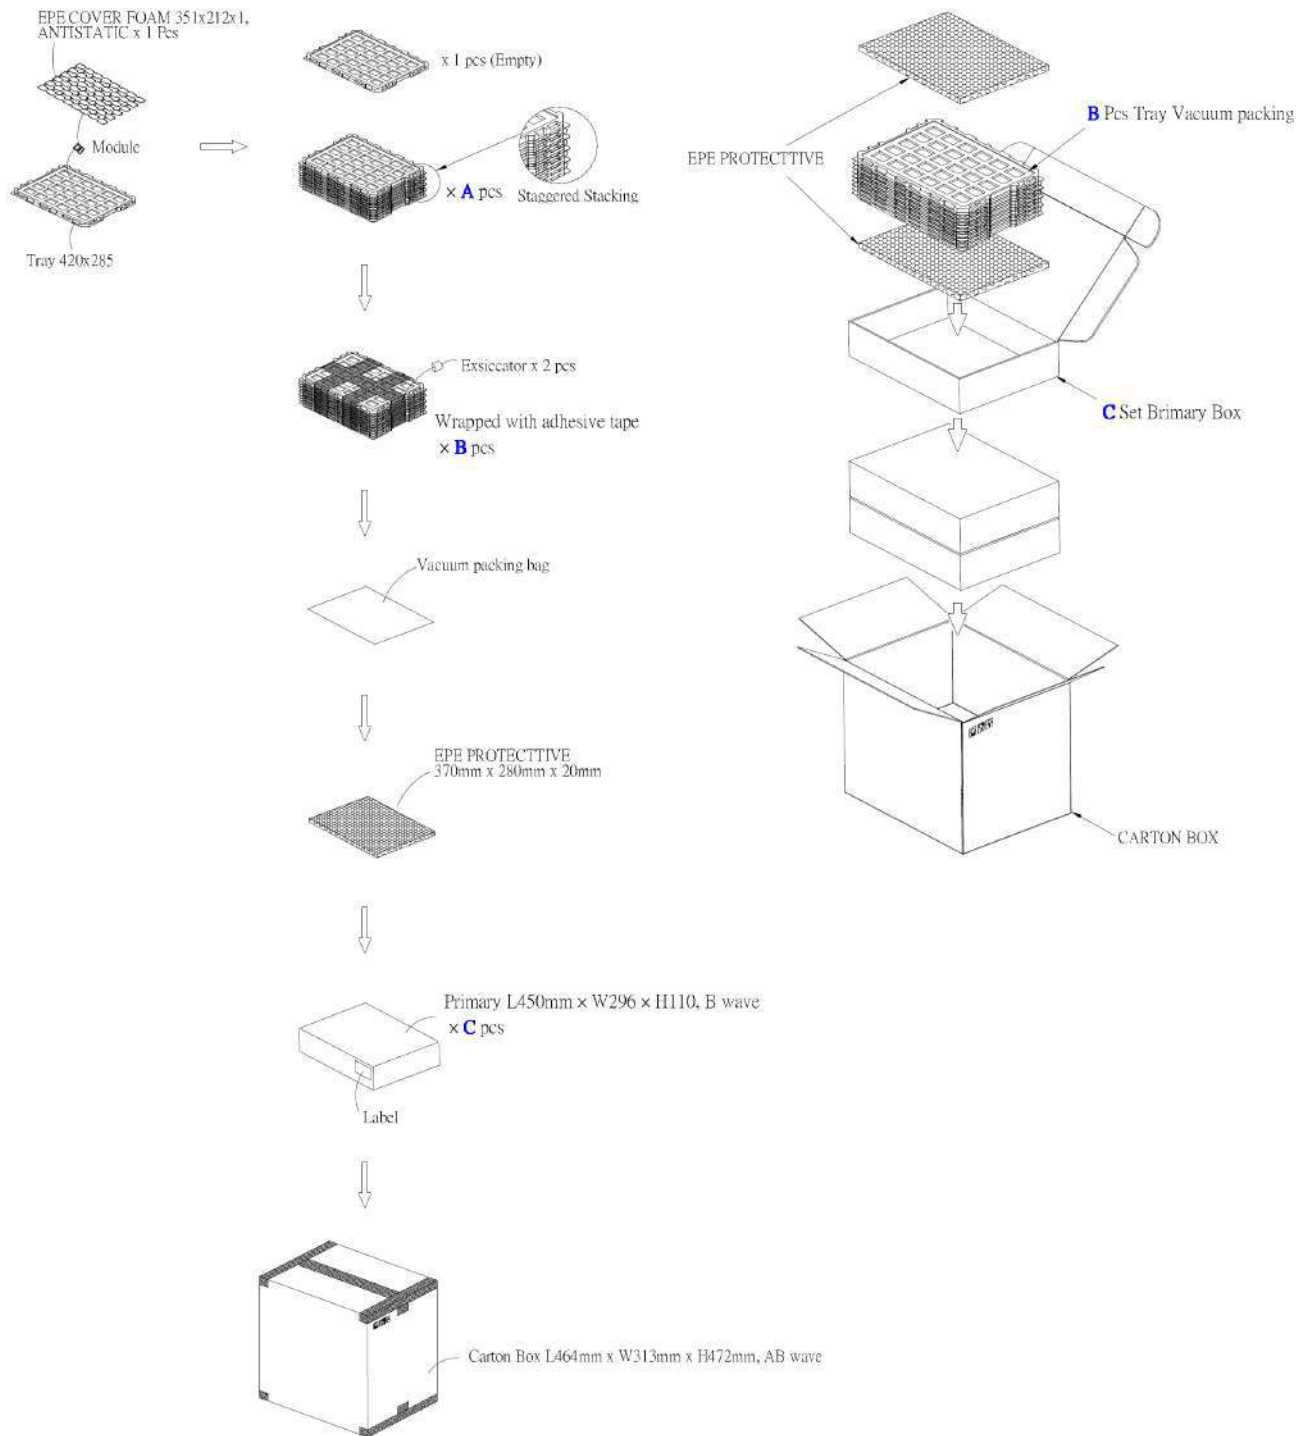 EPE COVER FOAM 351x212x1,
ANTISTATIC x 1 Pcs
Module
Tray 420x285
x 1 pcs (Empty)
× A pcs
Staggered Stacking
Exsiccator x 2 pcs
Wrapped with adhesive tape
× B pcs
Vacuum packing bag
EPE PROTECTTIVE
370mm x 280mm x 20mm
Primary L450mm × W296 × H110, B wave
× C pcs
Label
Carton Box L464mm x W313mm x H472mm, AB wave
B Pcs Tray Vacuum packing
EPE PROTECTTIVE
C Set Brimary Box
CARTON BOX